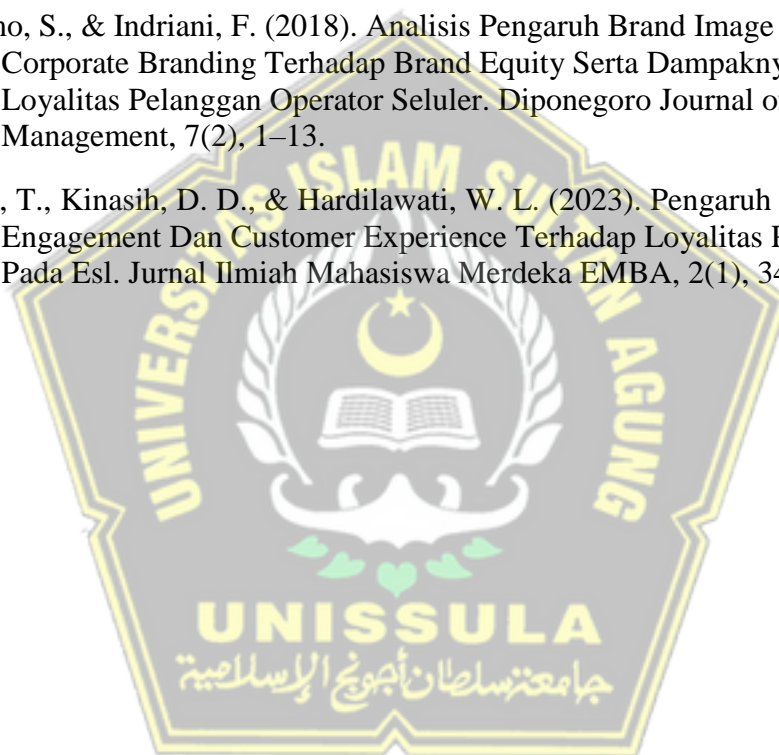 no, S., & Indriani, F. (2018). Analisis Pengaruh Brand Image
Corporate Branding Terhadap Brand Equity Serta Dampakny
Loyalitas Pelanggan Operator Seluler. Diponegoro Journal o
Management, 7(2), 1–13.
, T., Kinasih, D. D., & Hardilawati, W. L. (2023). Pengaruh
Engagement Dan Customer Experience Terhadap Loyalitas
Pada Esl. Jurnal Ilmiah Mahasiswa Merdeka EMBA, 2(1), 34
UNIVERSITAS ISLAM SULTAN AGUNG
UNISSULA
جامعة سلطان أجونج الإسلامية